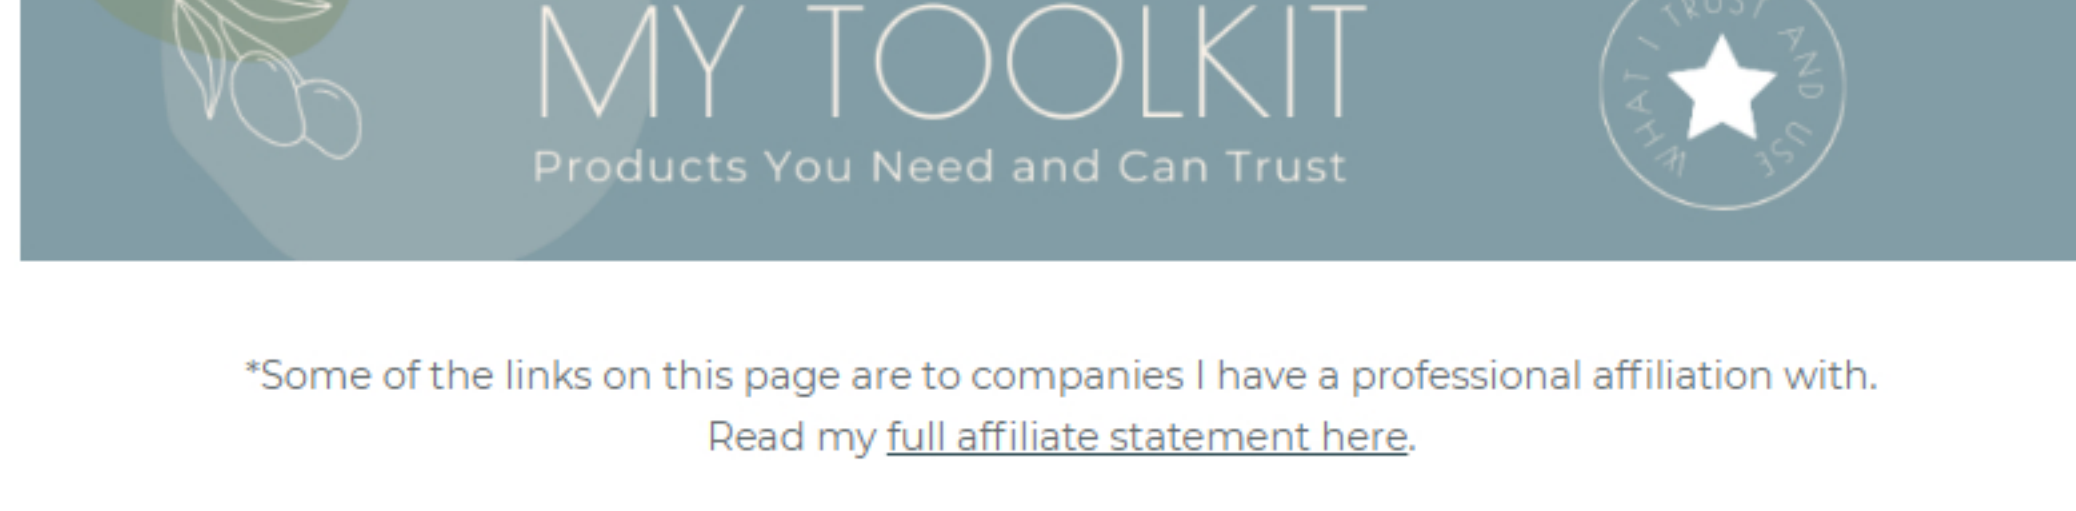 MY TOOLKIT
Products You Need and Can Trust
WHAT I TRUST AND USE
*Some of the links on this page are to companies I have a professional affiliation with.
Read my full affiliate statement here.